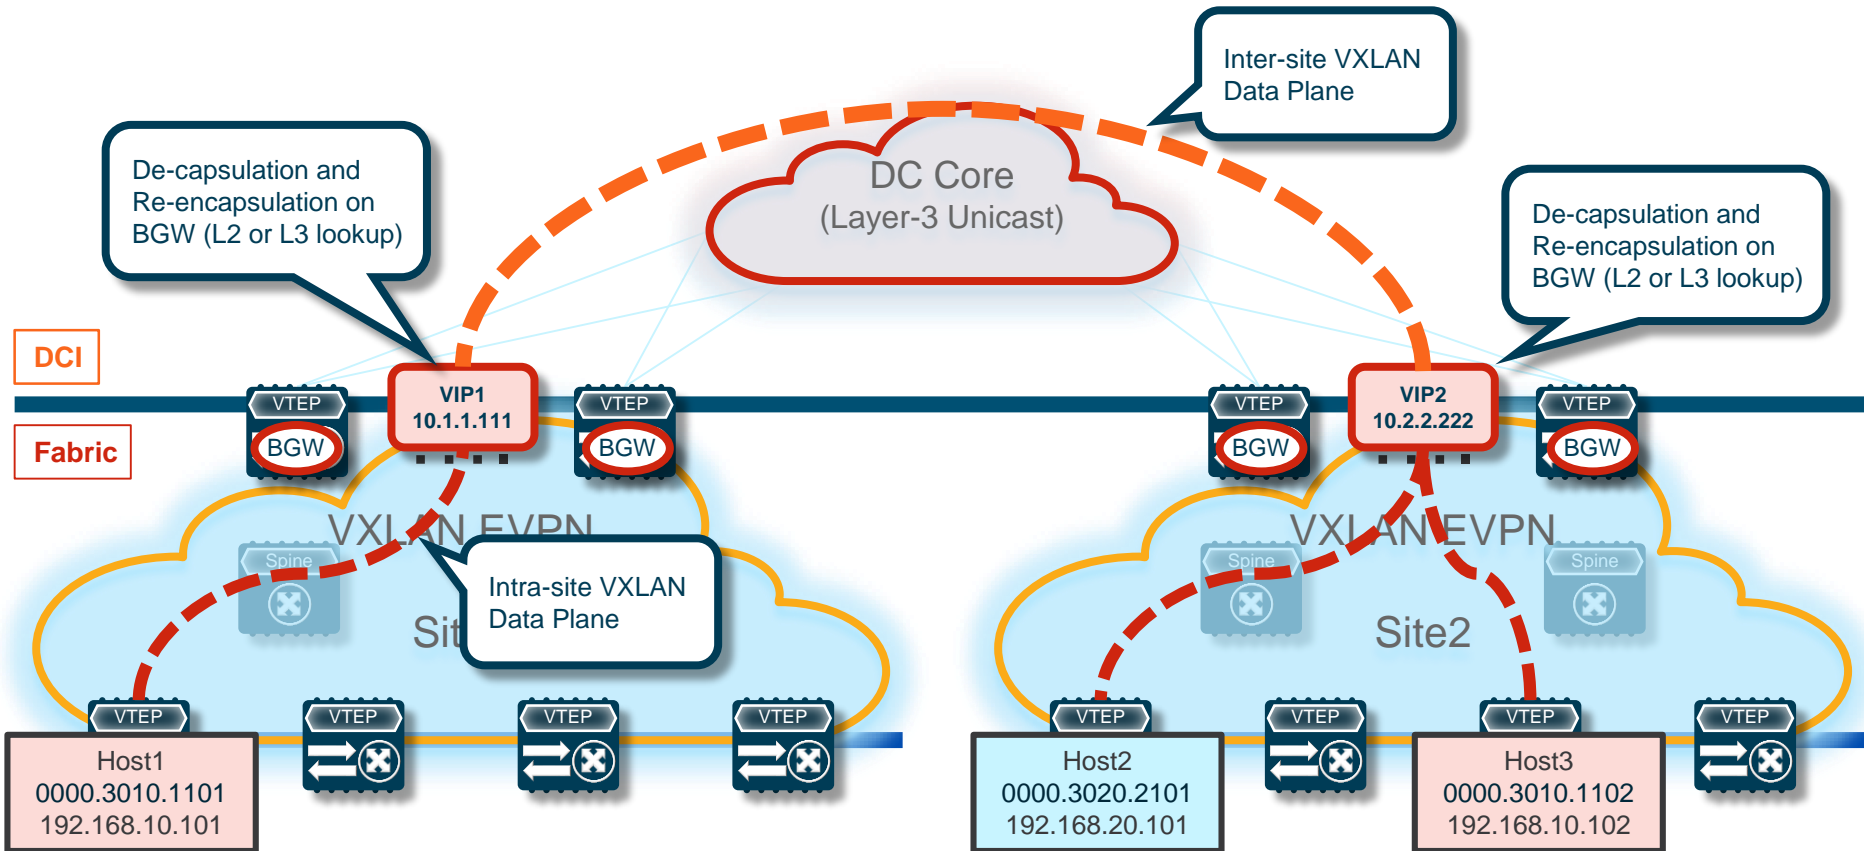 Inter-site VXLAN
Data Plane
De-capsulation and
Re-encapsulation on
BGW (L2 or L3 lookup)
DC Core
(Layer-3 Unicast)
De-capsulation and
Re-encapsulation on
BGW (L2 or L3 lookup)
DCI
Fabric
VTEP
BGW
VIP1
10.1.1.111
VTEP
BGW
VTEP
BGW
VIP2
10.2.2.222
VTEP
BGW
VXLAN EVPN
Spine
Intra-site VXLAN
Data Plane
VXLAN EVPN
Spine
Spine
Site2
VTEP
VTEP
VTEP
VTEP
VTEP
VTEP
VTEP
VTEP
Host1
0000.3010.1101
192.168.10.101
Host2
0000.3020.2101
192.168.20.101
Host3
0000.3010.1102
192.168.10.102